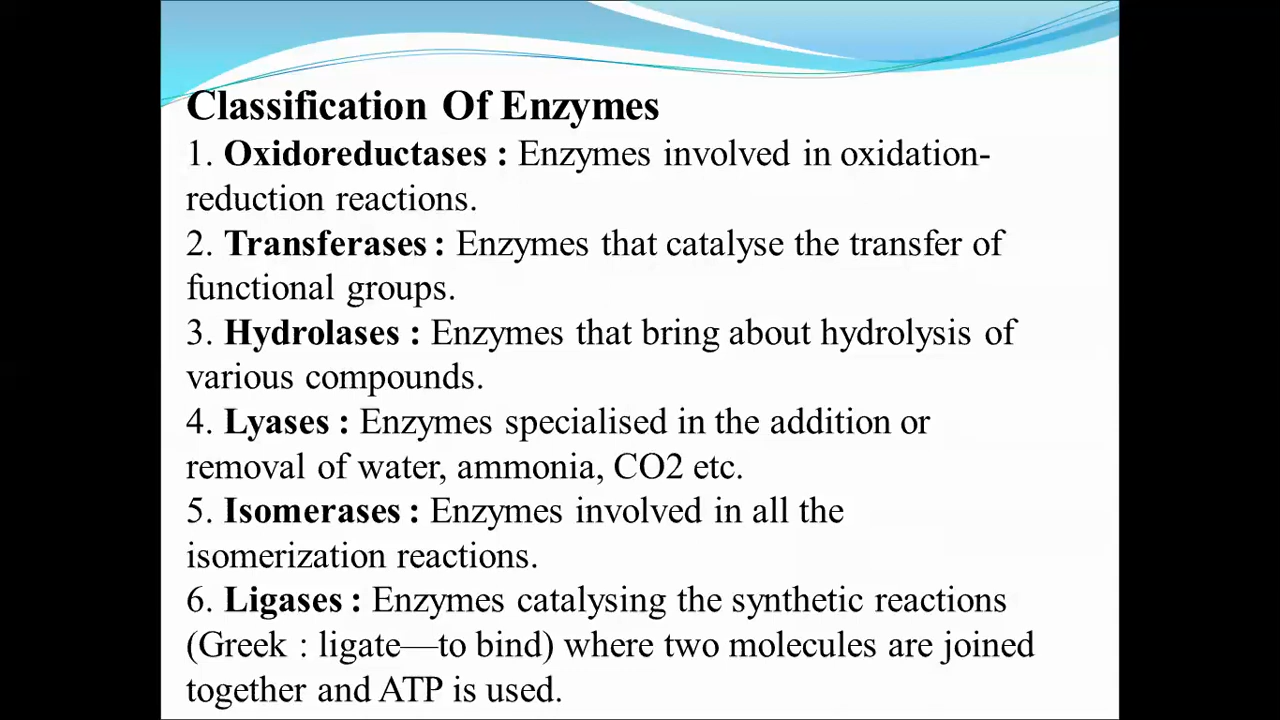 Classification Of Enzymes
1. Oxidoreductases : Enzymes involved in oxidation-
reduction reactions.
2. Transferases : Enzymes that catalyse the transfer of
functional groups.
3. Hydrolases : Enzymes that bring about hydrolysis of
various compounds.
4. Lyases : Enzymes specialised in the addition or
removal of water, ammonia, CO2 etc.
5. Isomerases : Enzymes involved in all the
isomerization reactions.
6. Ligases : Enzymes catalysing the synthetic reactions
(Greek : ligate—to bind) where two molecules are joined
together and ATP is used.